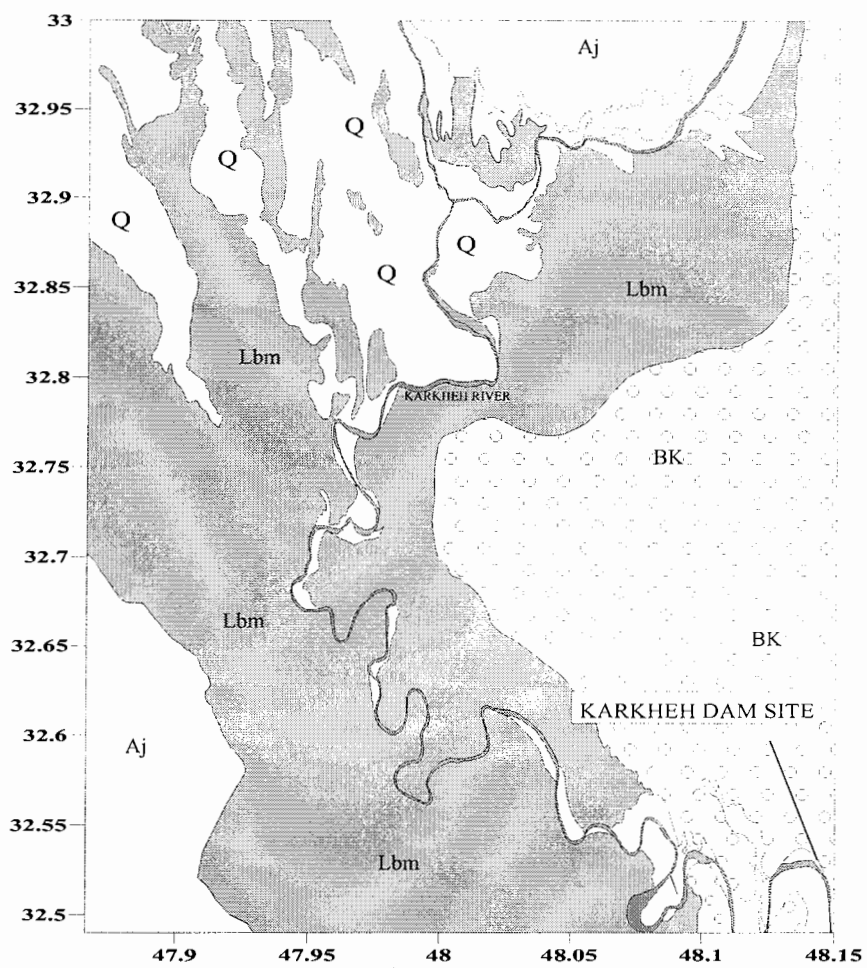 33
Aj
32.95
Q
Q
32.9
Q
Q
Q
32.85
Lbm
Lbm
32.8
KARKHEH RIVER
32.75
BK
32.7
32.65
Lbm
BK
KARKHEH DAM SITE
32.6
Aj
32.55
Lbm
32.5
47.9 47.95 48 48.05 48.1 48.15